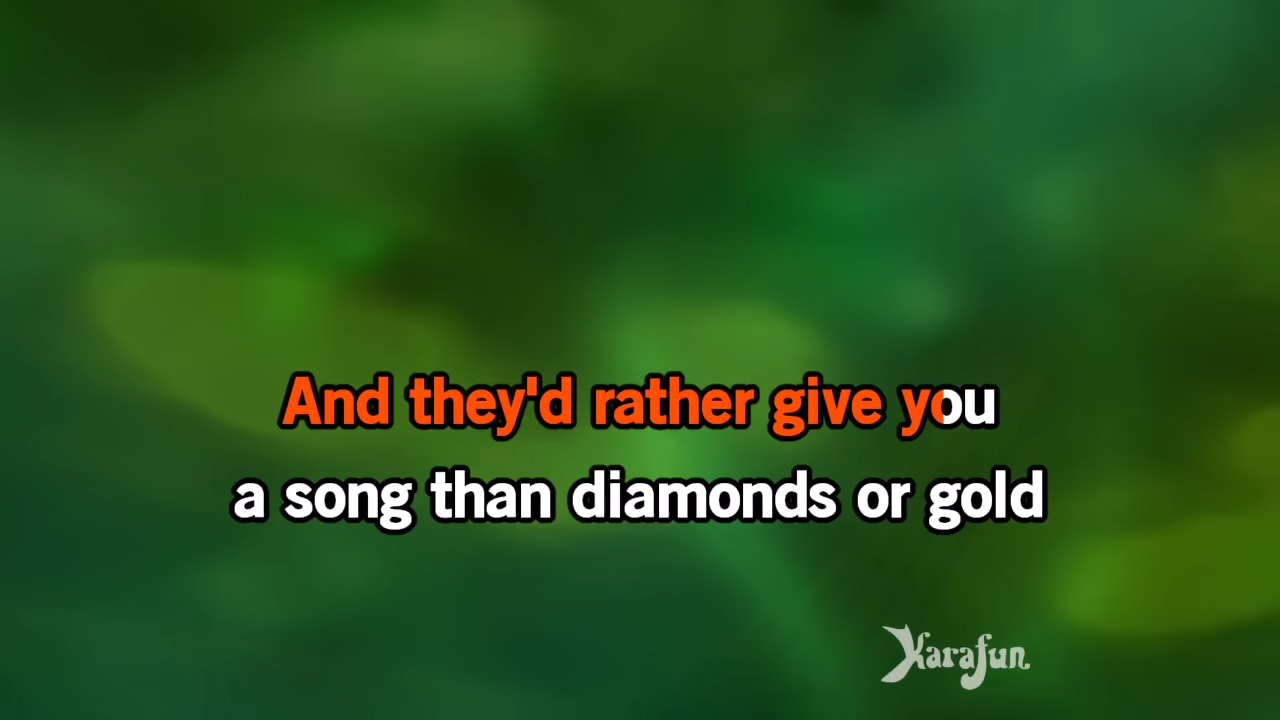 And they'd rather give you
a song than diamonds or gold
Karafun